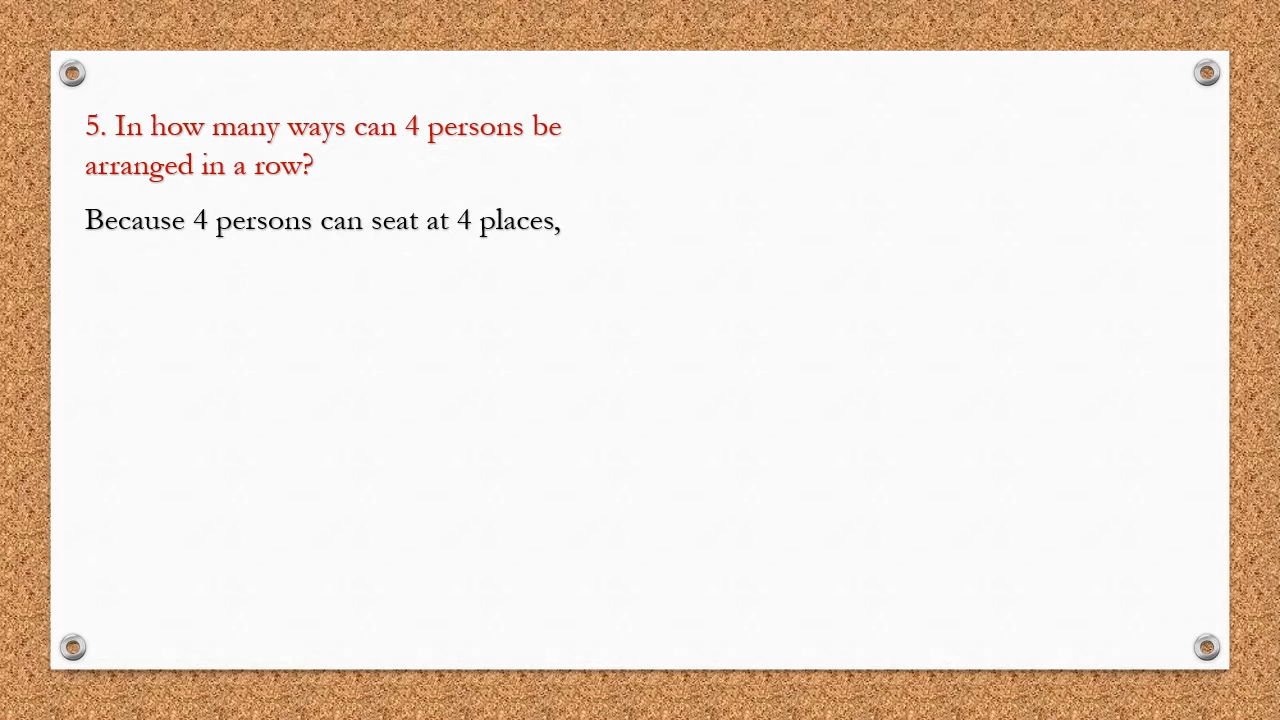 5. In how many ways can 4 persons be
arranged in a row?
Because 4 persons can seat at 4 places,